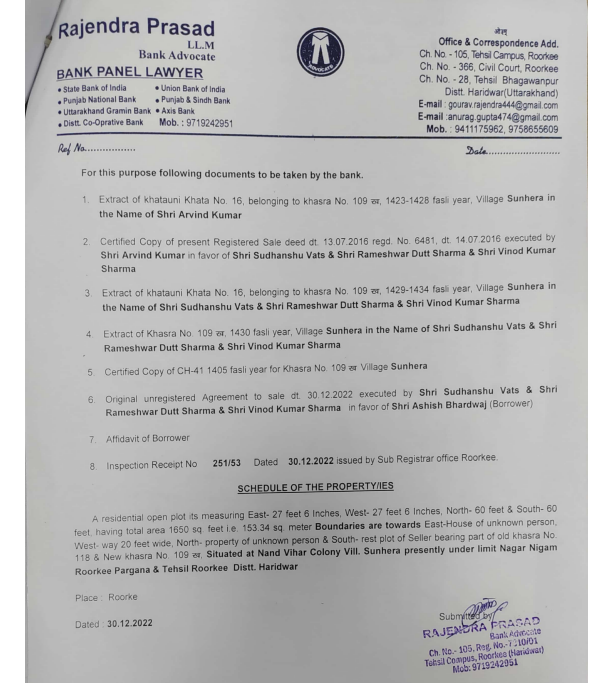 Rajendra Prasad
LL.M
Bank Advocate
BANK PANEL LAWYER
• State Bank of India • Union Bank of India
• Punjab National Bank • Punjab & Sindh Bank
• Uttarakhand Gramin Bank • Axis Bank
• Distt. Co-Oprative Bank Mob. : 9719242951
ADVOCATE
ओ३म्
Office & Correspondence Add.
Ch. No. - 105, Tehsil Campus, Roorkee
Ch. No. - 366, Civil Court, Roorkee
Ch. No. - 28, Tehsil Bhagawanpur
Distt. Haridwar(Uttarakhand)
E-mail : gourav.rajendra444@gmail.com
E-mail :anurag.gupta474@gmail.com
Mob. : 9411175962, 9758655609
Ref No................
Date........................
For this purpose following documents to be taken by the bank.
1. Extract of khatauni Khata No. 16, belonging to khasra No. 109 ख, 1423-1428 fasli year, Village Sunhera in
the Name of Shri Arvind Kumar
2. Certified Copy of present Registered Sale deed dt. 13.07.2016 regd. No. 6481, dt. 14.07.2016 executed by
Shri Arvind Kumar in favor of Shri Sudhanshu Vats & Shri Rameshwar Dutt Sharma & Shri Vinod Kumar
Sharma
3. Extract of khatauni Khata No. 16, belonging to khasra No. 109 ख, 1429-1434 fasli year, Village Sunhera in
the Name of Shri Sudhanshu Vats & Shri Rameshwar Dutt Sharma & Shri Vinod Kumar Sharma
4. Extract of Khasra No. 109 ख, 1430 fasli year, Village Sunhera in the Name of Shri Sudhanshu Vats & Shri
Rameshwar Dutt Sharma & Shri Vinod Kumar Sharma
5. Certified Copy of CH-41 1405 fasli year for Khasra No. 109 ख Village Sunhera
6. Original unregistered Agreement to sale dt. 30.12.2022 executed by Shri Sudhanshu Vats & Shri
Rameshwar Dutt Sharma & Shri Vinod Kumar Sharma in favor of Shri Ashish Bhardwaj (Borrower)
7. Affidavit of Borrower
8. Inspection Receipt No 251/53 Dated 30.12.2022 issued by Sub Registrar office Roorkee.
SCHEDULE OF THE PROPERTY/IES
A residential open plot its measuring East- 27 feet 6 Inches, West- 27 feet 6 Inches, North- 60 feet & South- 60
feet, having total area 1650 sq. feet i.e. 153.34 sq. meter Boundaries are towards East-House of unknown person,
West- way 20 feet wide, North- property of unknown person & South- rest plot of Seller bearing part of old khasra No.
118 & New khasra No. 109 ख, Situated at Nand Vihar Colony Vill. Sunhera presently under limit Nagar Nigam
Roorkee Pargana & Tehsil Roorkee Distt. Haridwar
Place : Roorke
Dated : 30.12.2022
Submitted by
RAJENDRA PRASAD
Bank Advocate
Ch. No.- 105, Reg. No.-
Tehsil Compus, Roorkee (Haridwar)
Mob: 9719242951